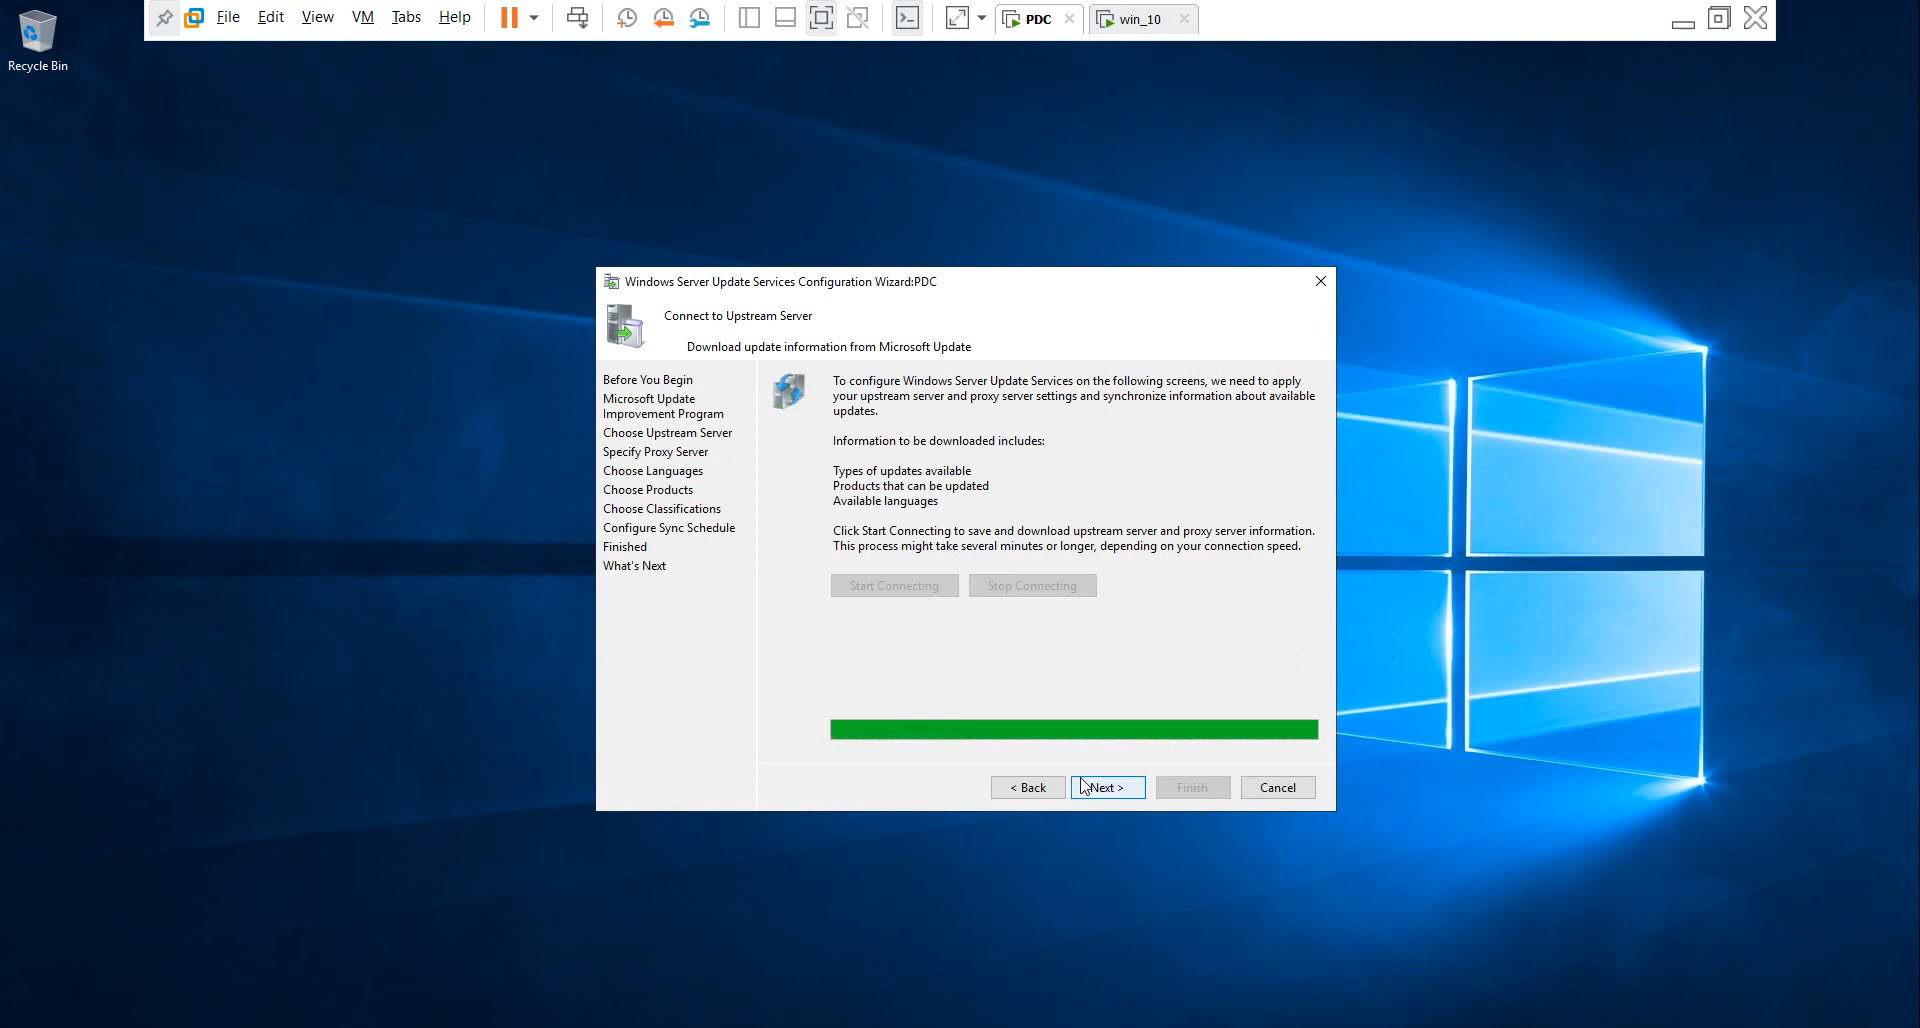 File Edit View VM Tabs Help PDC win_10
Recycle Bin
Windows Server Update Services Configuration Wizard:PDC
Connect to Upstream Server
Download update information from Microsoft Update
Before You Begin
Microsoft Update
Improvement Program
Choose Upstream Server
Specify Proxy Server
Choose Languages
Choose Products
Choose Classifications
Configure Sync Schedule
Finished
What's Next
To configure Windows Server Update Services on the following screens, we need to apply
your upstream server and proxy server settings and synchronize information about available
updates.
Information to be downloaded includes:
Types of updates available
Products that can be updated
Available languages
Click Start Connecting to save and download upstream server and proxy server information.
This process might take several minutes or longer, depending on your connection speed.
Start Connecting Stop Connecting
< Back Next > Finish Cancel